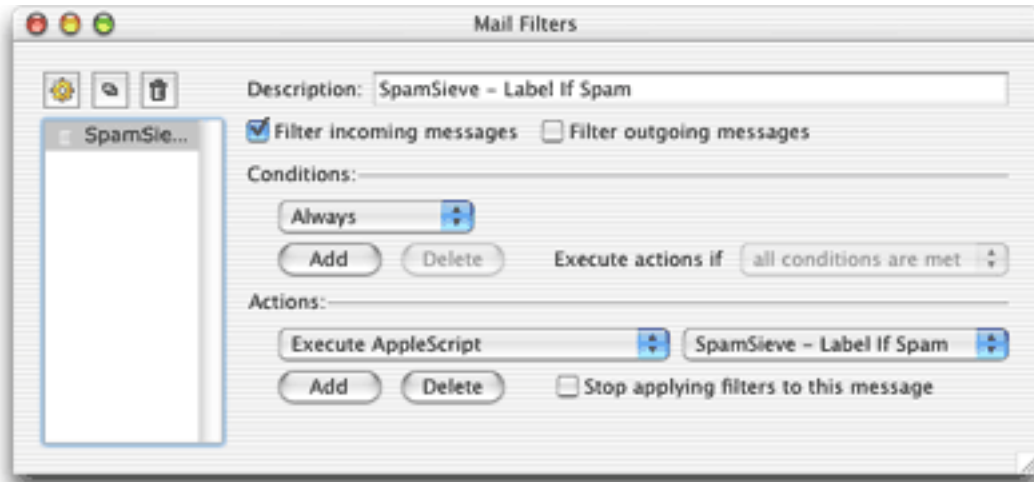 Mail Filters
Description: SpamSieve – Label If Spam
SpamSie...
Filter incoming messages Filter outgoing messages
Conditions:
Always
Add Delete Execute actions if all conditions are met
Actions:
Execute AppleScript SpamSieve – Label If Spam
Add Delete Stop applying filters to this message